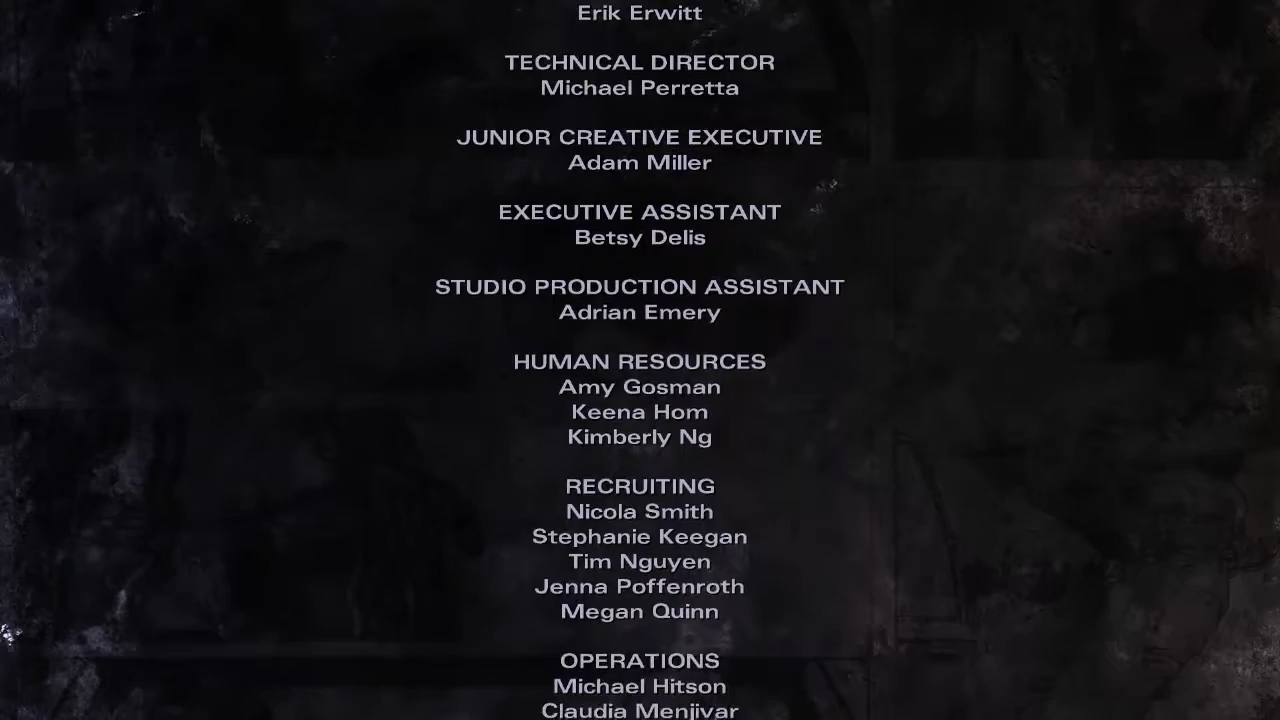 Erik Erwitt
TECHNICAL DIRECTOR
Michael Perretta
JUNIOR CREATIVE EXECUTIVE
Adam Miller
EXECUTIVE ASSISTANT
Betsy Delis
STUDIO PRODUCTION ASSISTANT
Adrian Emery
HUMAN RESOURCES
Amy Gosman
Keena Hom
Kimberly Ng
RECRUITING
Nicola Smith
Stephanie Keegan
Tim Nguyen
Jenna Poffenroth
Megan Quinn
OPERATIONS
Michael Hitson
Claudia Menjivar